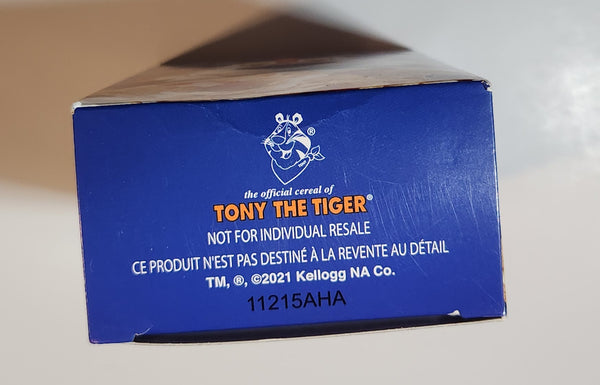 ®
the official cereal of
TONY THE TIGER®
NOT FOR INDIVIDUAL RESALE
CE PRODUIT N'EST PAS DESTINÉ À LA REVENTE AU DÉTAIL
TM, ®, ©2021 Kellogg NA Co.
11215AHA